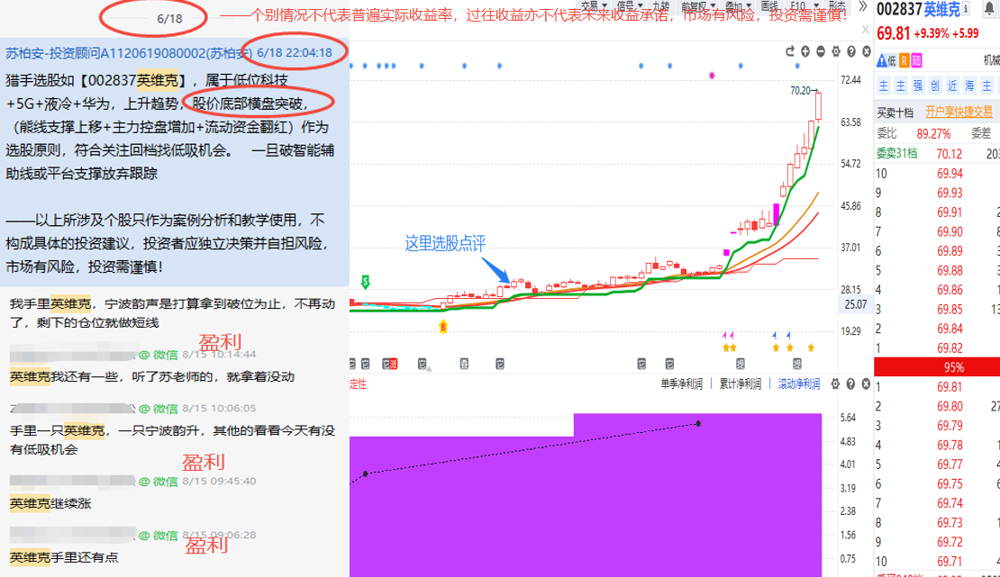 6/18
——一个别情况不代表普遍实际收益率，过往收益亦不代表未来收益承诺，市场有风险，投资需谨慎！
苏柏安-投资顾问A1120619080002(苏柏安) 6/18 22:04:18
猎手选股如【002837英维克】，属于低位科技
+5G+液冷+华为，上升趋势，股价底部横盘突破，
（能线支撑上移+主力控盘增加+流动资金翻红）作为
选股原则，符合关注回档找低吸机会。 一旦破智能辅
助线或平台支撑放弃跟踪
——以上所涉及个股只作为案例分析和教学使用，不
构成具体的投资建议，投资者应独立决策并自担风险，
市场有风险，投资需谨慎！
我手里英维克，宁波韵声是打算拿到破位为止，不再动
了，剩下的仓位就做短线
盈利
@ 微信 8/15 10:14:44
英维克我还有一些，听了苏老师的，就拿着没动
@ 微信 8/15 10:06:05
手里一只英维克，一只宁波韵升，其他的看看今天有没
有低吸机会
盈利
@ 微信 8/15 09:45:40
英维克继续涨
@ 微信 8/15 09:06:28
盈利
英维克手里还有点
交易 信号 九转 前复权 叠加 画线 F10 形态
70.20
这里选股点评
72.44
63.58
54.72
45.86
37.01
28.15
25.07
19.29
定性
单季净利润 累计净利润 滚动净利润
5.64
4.83
4.01
3.19
2.38
1.56
0.75
002837 英维克
69.81 +9.39% +5.99
低 R 陆 机械
主 主 强 创 近 海 主
买卖十档 开户享快捷交易
委比 89.27% 委差
委卖31档 70.12 203
10 69.94
9 69.93
8 69.91 2
7 69.90 8
6 69.89 3
5 69.88
4 69.86 1
3 69.85 13
2 69.84
1 69.82
95%
1 69.81
2 69.80 27
3 69.79
4 69.78 1
5 69.77 4
6 69.75 6
7 69.74
8 69.73 1
9 69.72
10 69.71 4